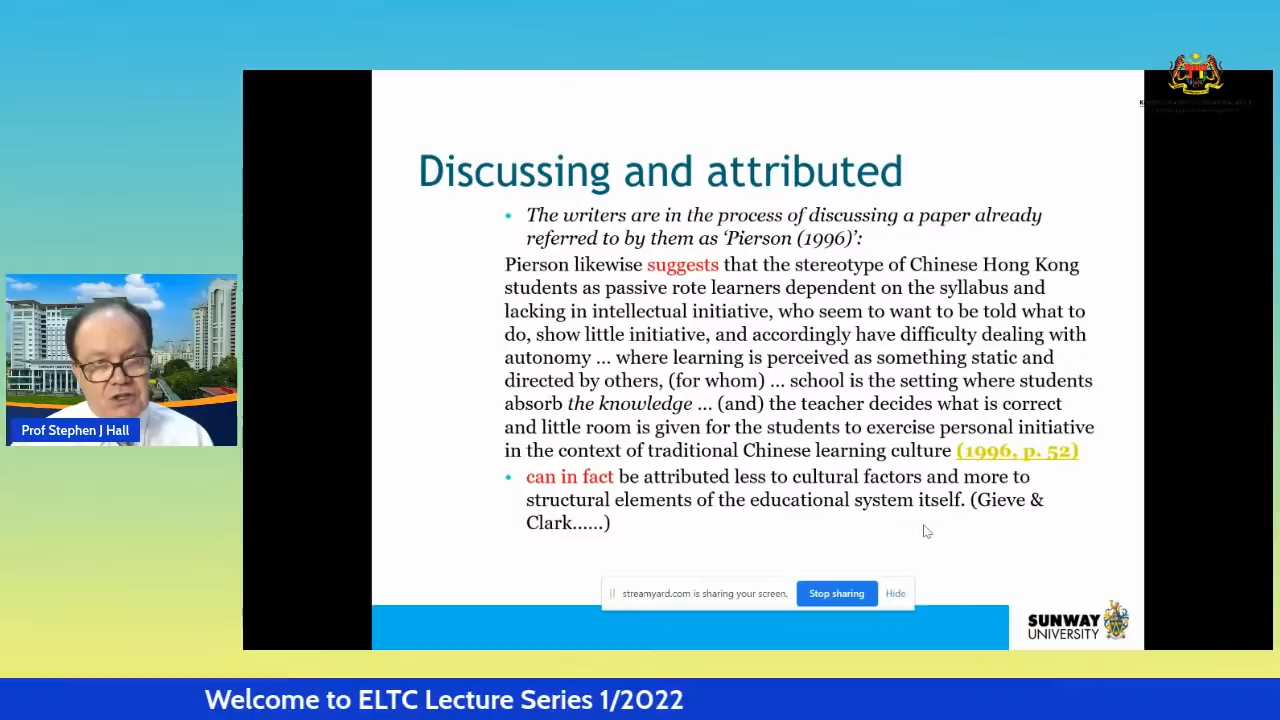 Discussing and attributed
• The writers are in the process of discussing a paper already
referred to by them as ‘Pierson (1996)’:
Pierson likewise suggests that the stereotype of Chinese Hong Kong
students as passive rote learners dependent on the syllabus and
lacking in intellectual initiative, who seem to want to be told what to
do, show little initiative, and accordingly have difficulty dealing with
autonomy ... where learning is perceived as something static and
directed by others, (for whom) ... school is the setting where students
absorb the knowledge ... (and) the teacher decides what is correct
and little room is given for the students to exercise personal initiative
in the context of traditional Chinese learning culture (1996, p. 52)
• can in fact be attributed less to cultural factors and more to
structural elements of the educational system itself. (Gieve &
Clark......)
Prof Stephen J Hall
streamyard.com is sharing your screen.
Stop sharing
Hide
SUNWAY
UNIVERSITY
Welcome to ELTC Lecture Series 1/2022